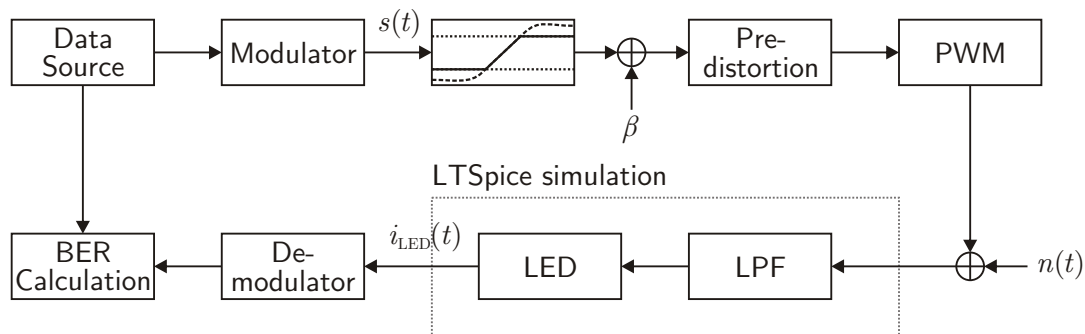 Data
Source
Modulator
s(t)
β
Pre-
distortion
PWM
LTSpice simulation
BER
Calculation
De-
modulator
i_LED(t)
LED
LPF
n(t)